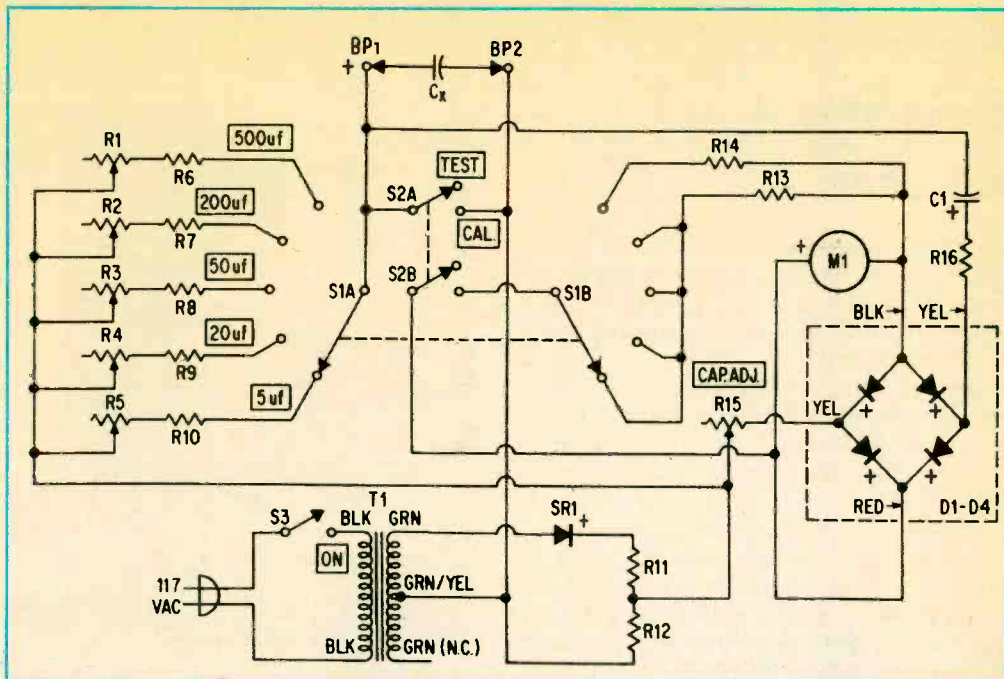 BP1
BP2
+
Cx
R1
500uf
R6
R2
200uf
R7
R3
50uf
R8
R4
20uf
R9
R5
5uf
R10
S2A
TEST
CAL.
S2B
S1A
S1B
R14
R13
C1
+
R16
+
M1
BLK
YEL
CAP. ADJ.
R15
YEL
+
+
+
+
RED
D1-D4
T1
S3
BLK
GRN
ON
SR1
+
117
VAC
GRN/YEL
R11
R12
BLK
GRN (N.C.)